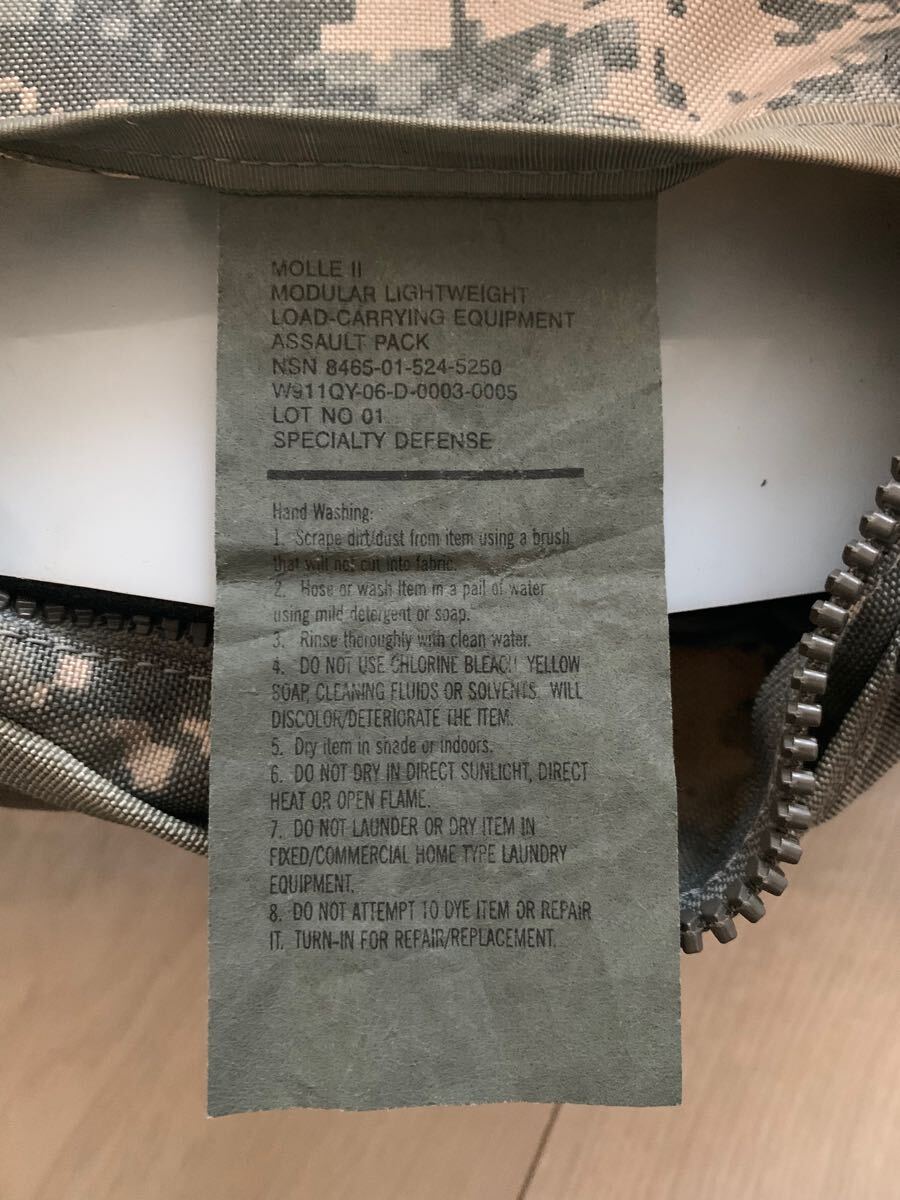 MOLLE II
MODULAR LIGHTWEIGHT
LOAD-CARRYING EQUIPMENT
ASSAULT PACK
NSN 8465-01-524-5250
W911QY-06-D-0003-0005
LOT NO 01
SPECIALTY DEFENSE
Hand Washing:
1. Scrape dirt/dust from item using a brush
that will not cut into fabric.
2. Hose or wash item in a pail of water
using mild detergent or soap.
3. Rinse thoroughly with clean water.
4. DO NOT USE CHLORINE BLEACH, YELLOW
SOAP, CLEANING FLUIDS OR SOLVENTS. WILL
DISCOLOR/DETERIORATE THE ITEM.
5. Dry item in shade or indoors.
6. DO NOT DRY IN DIRECT SUNLIGHT, DIRECT
HEAT OR OPEN FLAME.
7. DO NOT LAUNDER OR DRY ITEM IN
FIXED/COMMERCIAL HOME TYPE LAUNDRY
EQUIPMENT.
8. DO NOT ATTEMPT TO DYE ITEM OR REPAIR
IT. TURN-IN FOR REPAIR/REPLACEMENT.